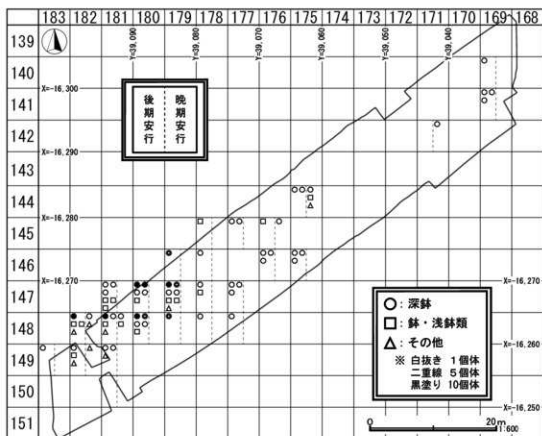 183 182 181 180 179 178 177 176 175 174 173 172 171 170 169 168
Y=39,090
Y=39,080
Y=39,070
Y=39,060
Y=39,050
Y=39,040
139
140
141
142
143
144
145
146
147
148
149
150
151
X=-16,300
X=-16,290
X=-16,280
X=-16,270
X=-16,270
X=-16,260
X=-16,250
後期安行
晩期安行
○：深鉢
□：鉢・浅鉢類
△：その他
※ 白抜き 1個体
二重線 5個体
黒塗り 10個体
0 20m
1:600